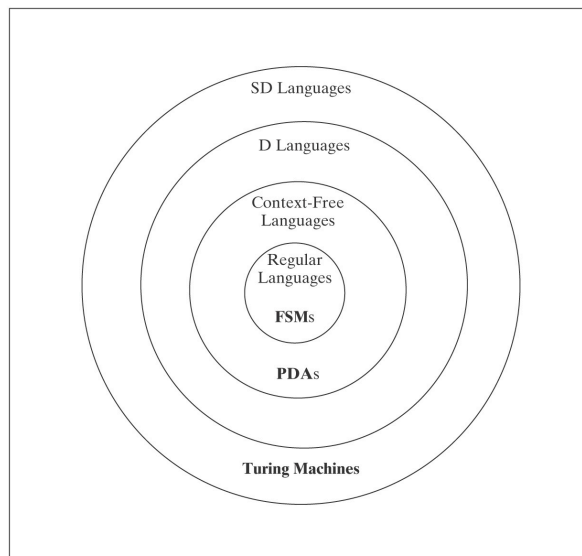 SD Languages
D Languages
Context-Free
Languages
Regular
Languages
FSMs
PDAs
Turing Machines